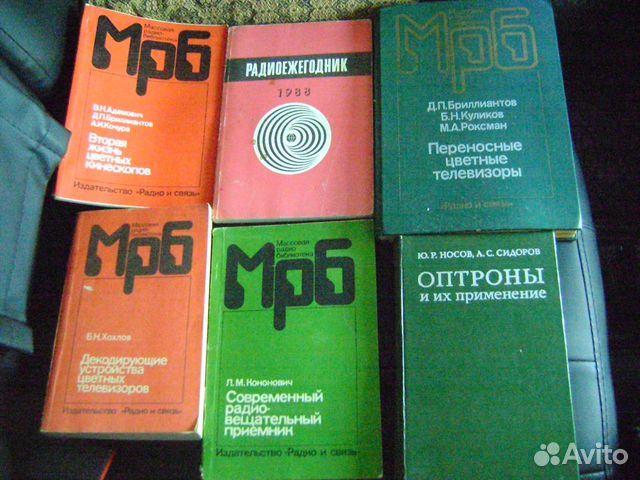 Массовая
радио-
библиотека
Мрб
В.Н.Адамович
Д.П.Бриллиантов
А.И.Кочура
Вторая
жизнь
цветных
кинескопов
Издательство «Радио и связь»
РАДИОЕЖЕГОДНИК
1988
Мрб
Д.П.Бриллиантов
Б.Н.Куликов
М.А.Роксман
Переносные
цветные
телевизоры
«Радио и связь»
Массовая
радио
библиотека
Мрб
Б.Н.Хохлов
Декодирующие
устройства
цветных
телевизоров
Издательство «Радио и связь»
Массовая
радио
библиотека
Мрб
Л.М.Кононович
Современный
радио-
вещательный
приемник
Издательство «Радио и связь»
Ю. Р. НОСОВ, А. С. СИДОРОВ
ОПТРОНЫ
и их применение
Avito